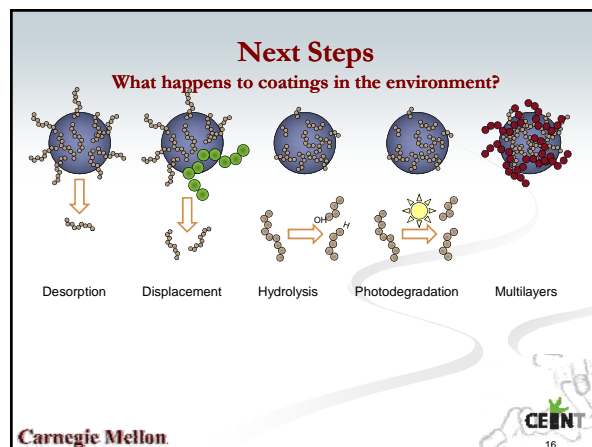 Next Steps
What happens to coatings in the environment?
OH
H
Desorption Displacement Hydrolysis Photodegradation Multilayers
Carnegie Mellon
CEINT
16